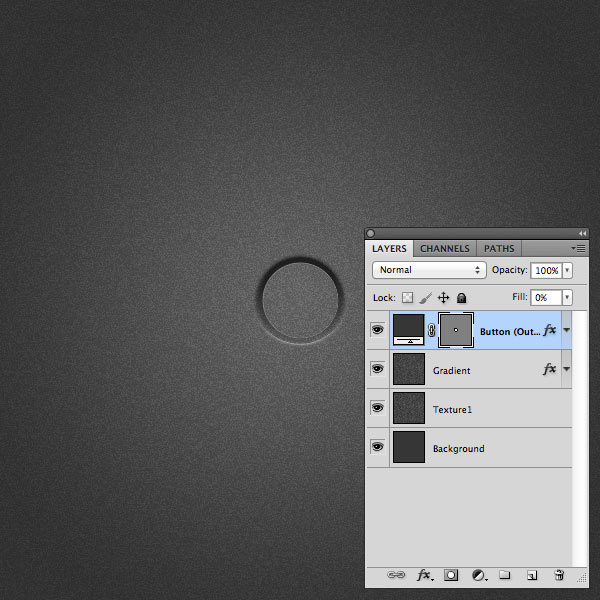 LAYERS CHANNELS PATHS
Normal Opacity: 100%
Lock: Fill: 0%
Button (Out... fx
Gradient fx
Texture1
Background
fx